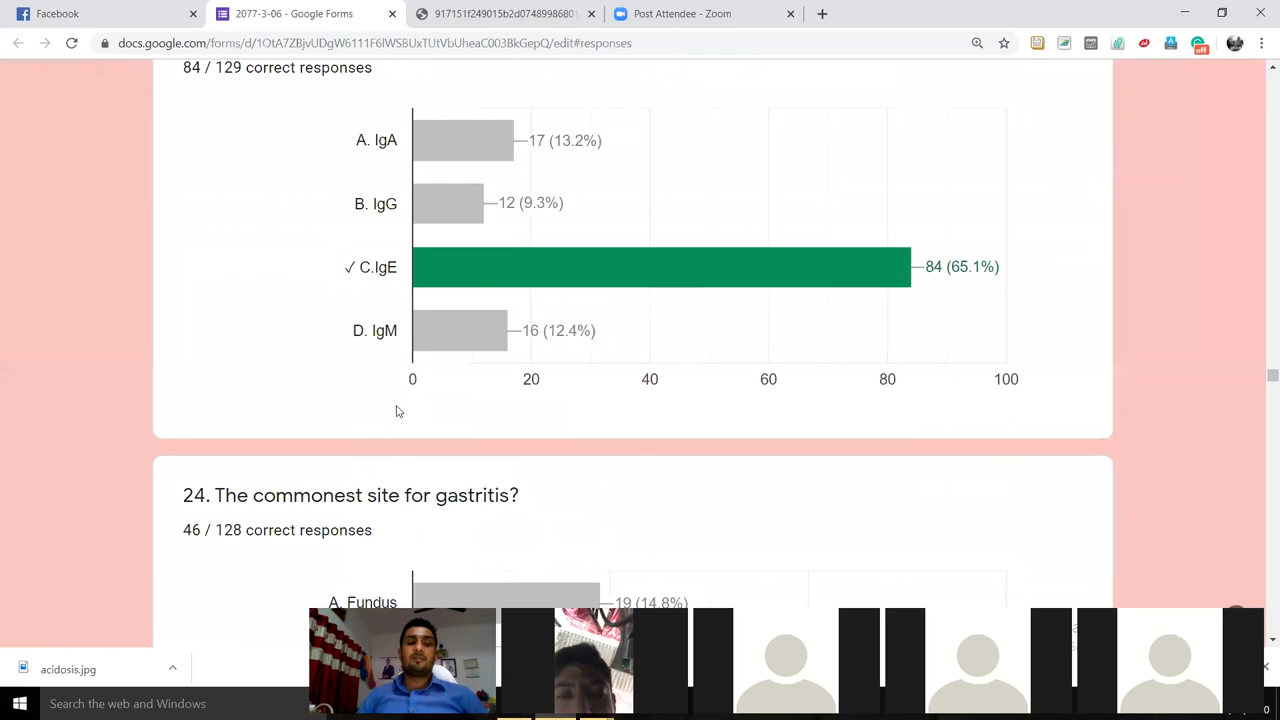 Facebook
2077-3-06 - Google Forms
917151f249015b2d07489986801
Post Attendee - Zoom
docs.google.com/forms/d/1OtA7ZBjvUDgW6111F6IWSBUxTUtVbUheaC003BkGepQ/edit#responses
off
84 / 129 correct responses
A. IgA
17 (13.2%)
B. IgG
12 (9.3%)
✓ C.IgE
84 (65.1%)
D. IgM
16 (12.4%)
0 20 40 60 80 100
24. The commonest site for gastritis?
46 / 128 correct responses
A. Fundus
19 (14.8%)
acidosis.jpg
Search the web and Windows